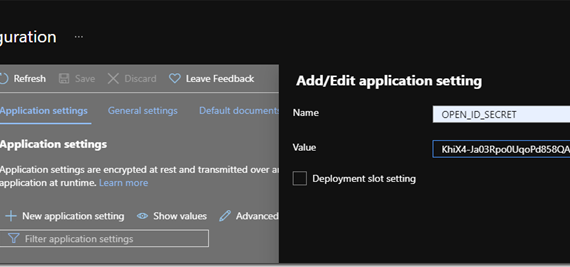 guration ...
Refresh Save Discard Leave Feedback
Application settings General settings Default documents
Application settings
Application settings are encrypted at rest and transmitted over an
application at runtime. Learn more
New application setting Show values Advanced
Filter application settings
Add/Edit application setting
Name OPEN_ID_SECRET
Value KhiX4-Ja03Rpo0UqoPd858QA
Deployment slot setting